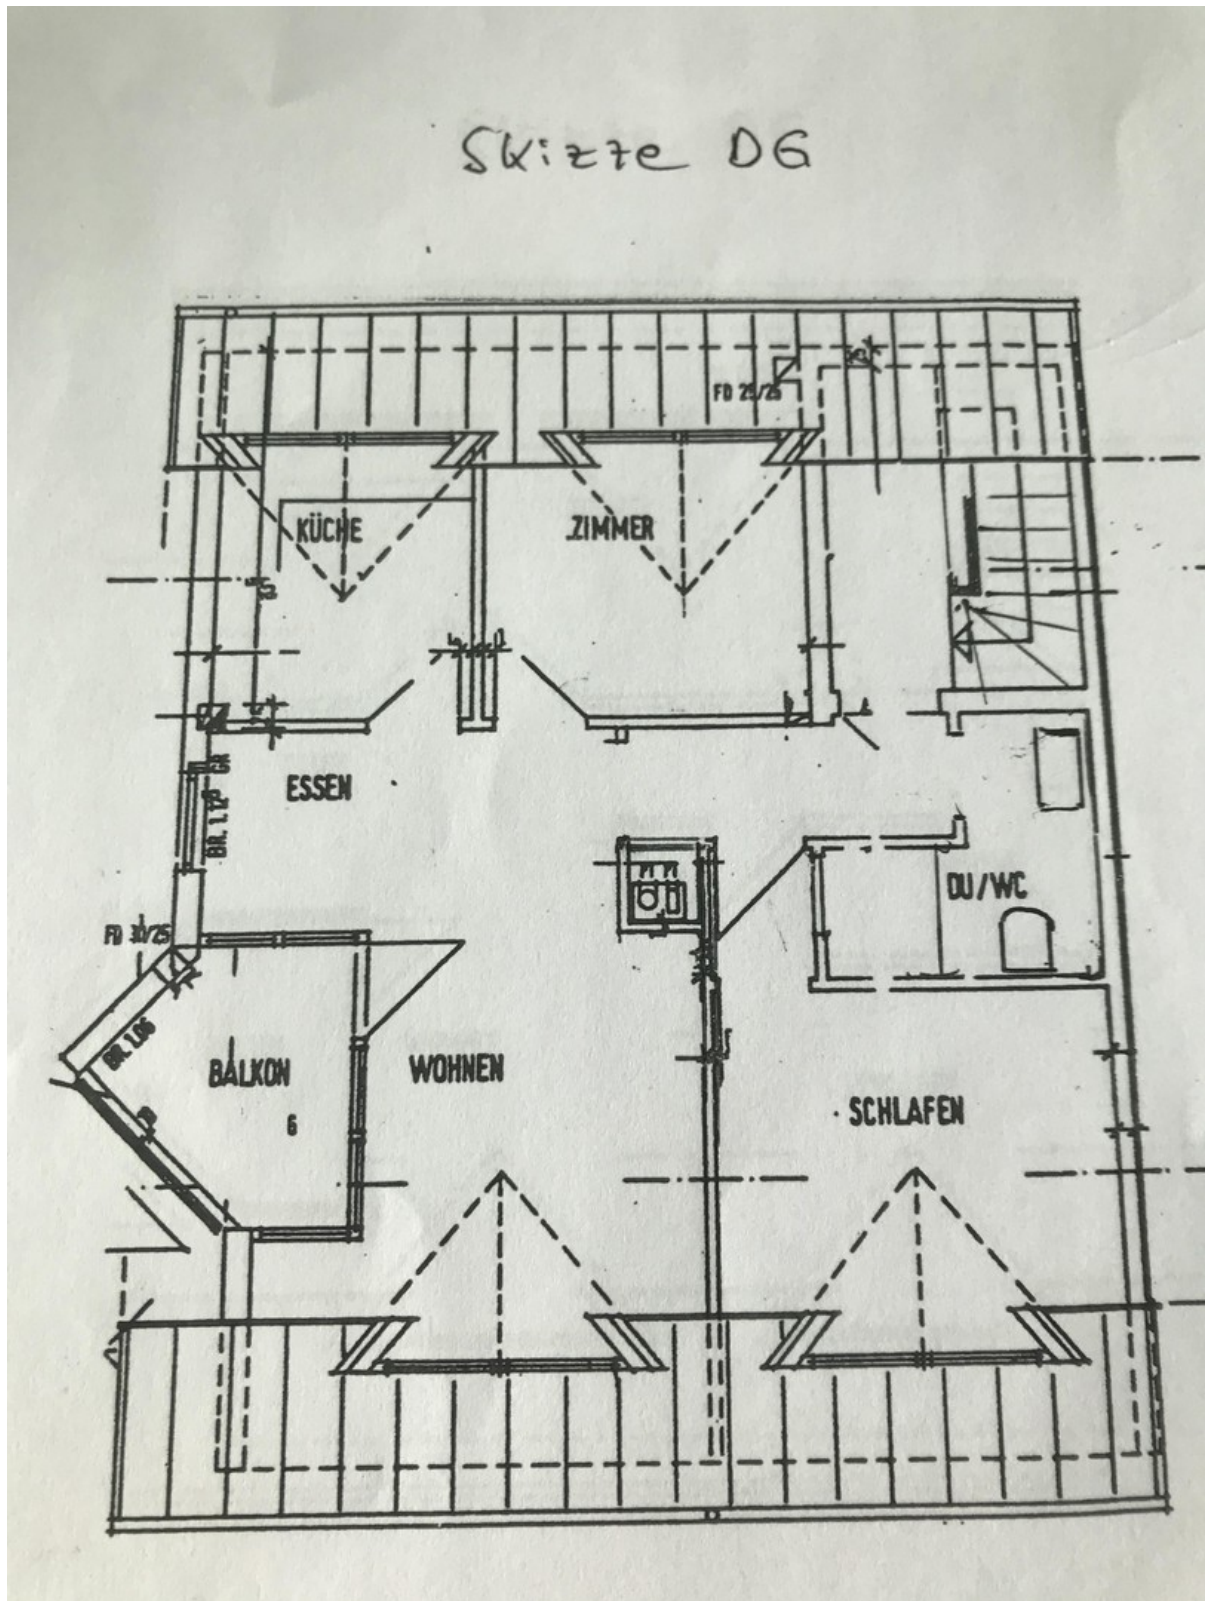 Skizze DG
FD 25/25
KÜCHE
ZIMMER
ESSEN
BR. 1.12
DU/WC
FD 30/25
BR. 1.06
BALKON
WOHNEN
6
SCHLAFEN